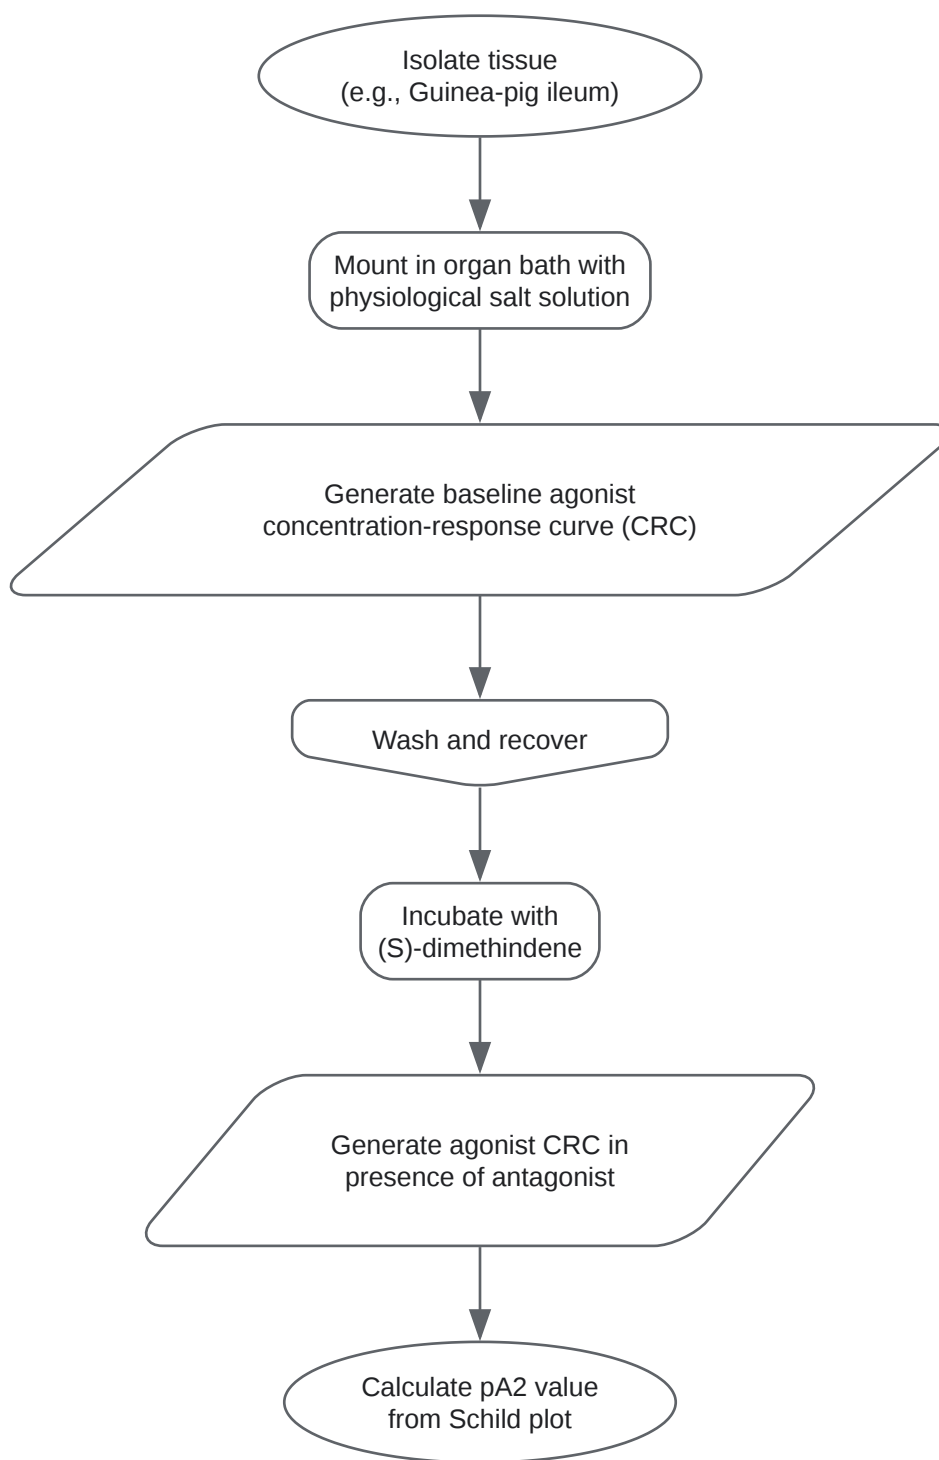 Isolate tissue
(e.g., Guinea-pig ileum)
Mount in organ bath with
physiological salt solution
Generate baseline agonist
concentration-response curve (CRC)
Wash and recover
Incubate with
(S)-dimethindene
Generate agonist CRC in
presence of antagonist
Calculate pA2 value
from Schild plot